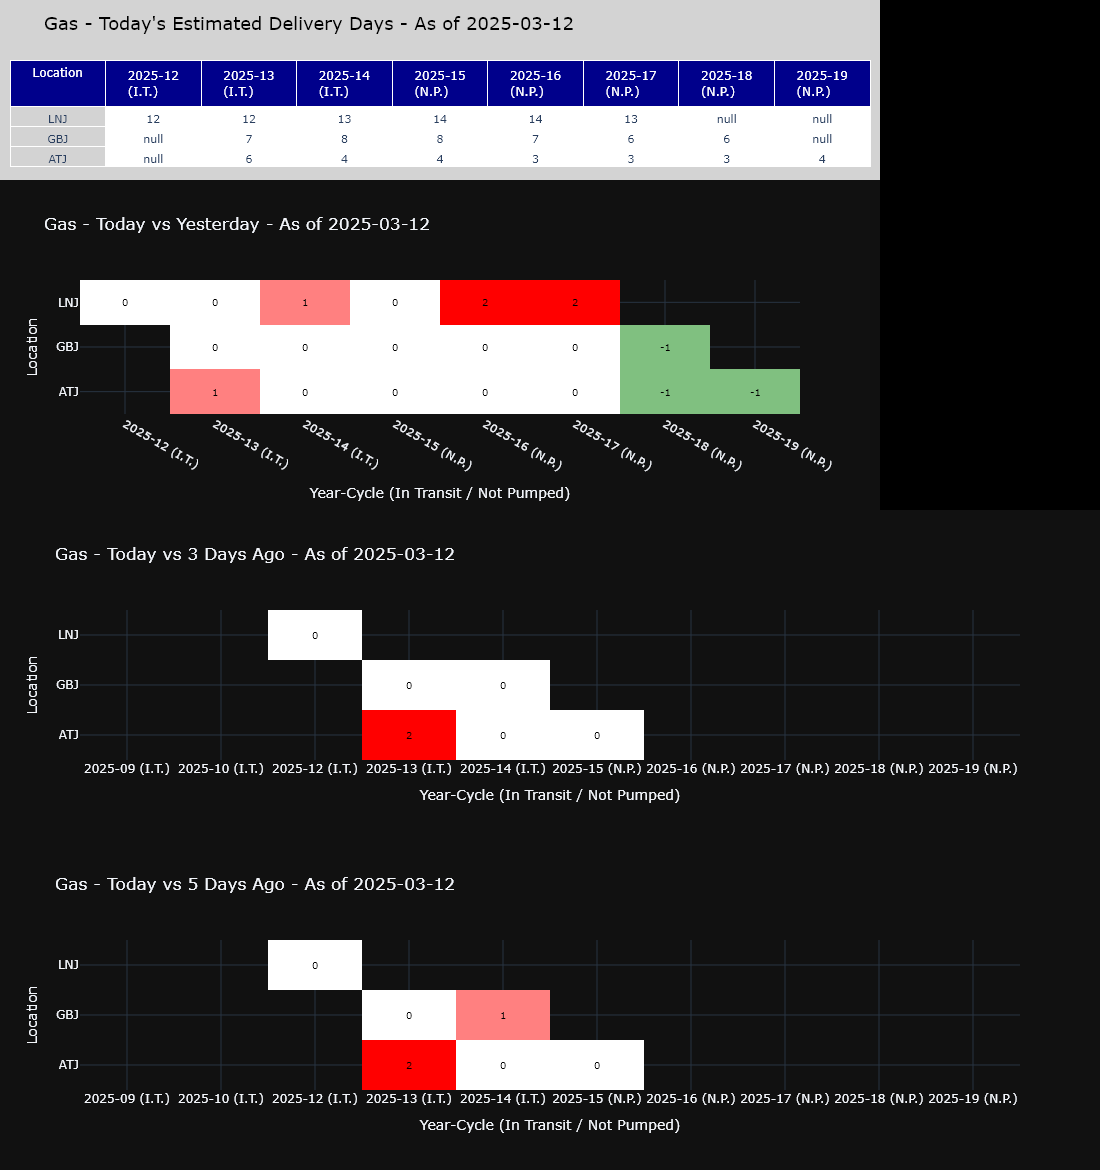 Gas - Today's Estimated Delivery Days - As of 2025-03-12
Location 2025-12 (I.T.) 2025-13 (I.T.) 2025-14 (I.T.) 2025-15 (N.P.) 2025-16 (N.P.) 2025-17 (N.P.) 2025-18 (N.P.) 2025-19 (N.P.)
LNJ 12 12 13 14 14 13 null null
GBJ null 7 8 8 7 6 6 null
ATJ null 6 4 4 3 3 3 4
Gas - Today vs Yesterday - As of 2025-03-12
Location
LNJ 0 0 1 0 2 2
GBJ 0 0 0 0 0 -1
ATJ 1 0 0 0 0 -1 -1
2025-12 (I.T.) 2025-13 (I.T.) 2025-14 (I.T.) 2025-15 (N.P.) 2025-16 (N.P.) 2025-17 (N.P.) 2025-18 (N.P.) 2025-19 (N.P.)
Year-Cycle (In Transit / Not Pumped)
Gas - Today vs 3 Days Ago - As of 2025-03-12
Location
LNJ 0
GBJ 0 0
ATJ 2 0 0
2025-09 (I.T.) 2025-10 (I.T.) 2025-12 (I.T.) 2025-13 (I.T.) 2025-14 (I.T.) 2025-15 (N.P.) 2025-16 (N.P.) 2025-17 (N.P.) 2025-18 (N.P.) 2025-19 (N.P.)
Year-Cycle (In Transit / Not Pumped)
Gas - Today vs 5 Days Ago - As of 2025-03-12
Location
LNJ 0
GBJ 0 1
ATJ 2 0 0
2025-09 (I.T.) 2025-10 (I.T.) 2025-12 (I.T.) 2025-13 (I.T.) 2025-14 (I.T.) 2025-15 (N.P.) 2025-16 (N.P.) 2025-17 (N.P.) 2025-18 (N.P.) 2025-19 (N.P.)
Year-Cycle (In Transit / Not Pumped)